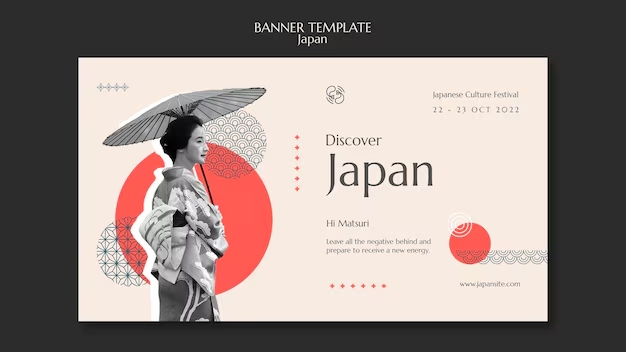 BANNER TEMPLATE
Japan
Japanese Culture Festival
22 - 23 OCT 2022
Discover
Japan
Hi Matsuri
Leave all the negative behind and
prepare to receive a new energy.
www.japansite.com